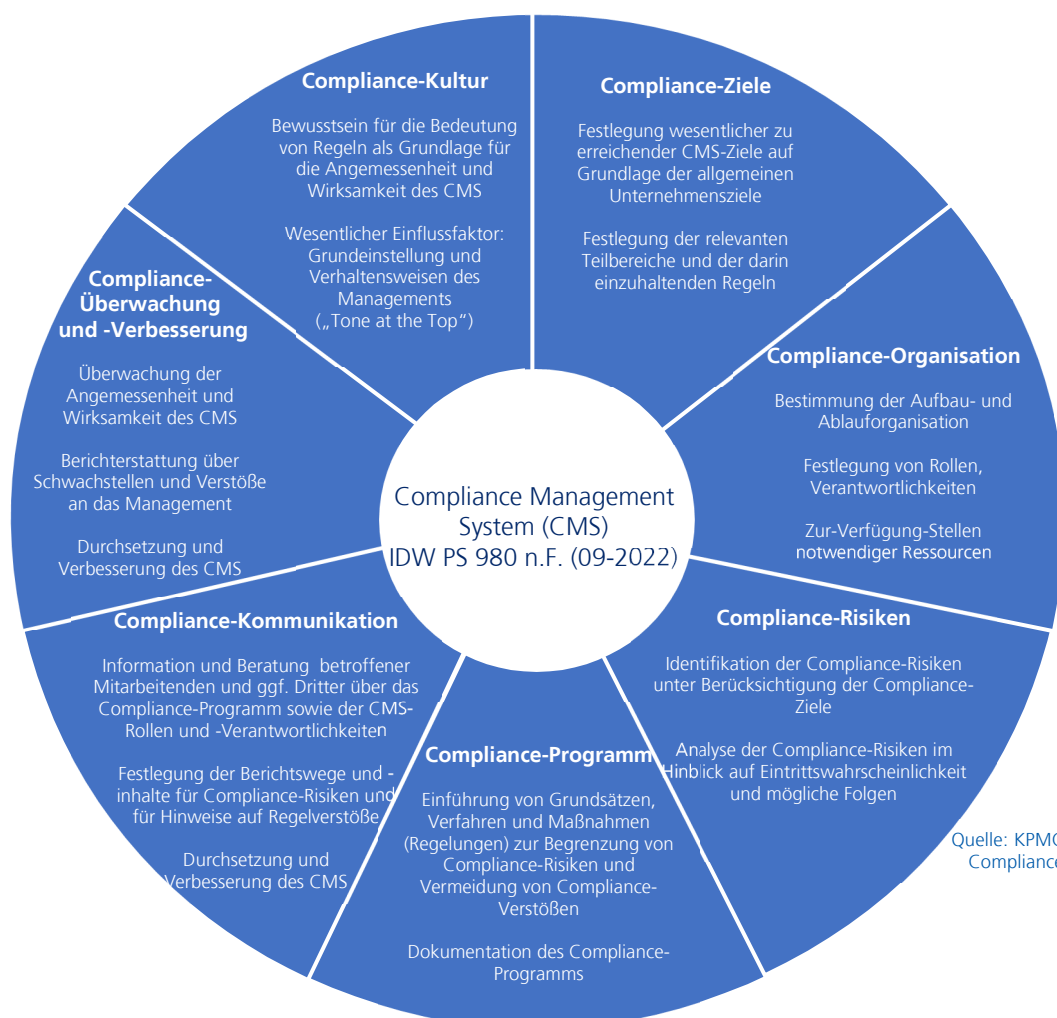 Compliance-Kultur
Bewusstsein für die Bedeutung
von Regeln als Grundlage für
die Angemessenheit und
Wirksamkeit des CMS
Wesentlicher Einflussfaktor:
Grundeinstellung und
Verhaltensweisen des
Managements
(„Tone at the Top“)
Compliance-Ziele
Festlegung wesentlicher zu
erreichender CMS-Ziele auf
Grundlage der allgemeinen
Unternehmensziele
Festlegung der relevanten
Teilbereiche und der darin
einzuhaltenden Regeln
Compliance-Organisation
Bestimmung der Aufbau- und
Ablauforganisation
Festlegung von Rollen,
Verantwortlichkeiten
Zur-Verfügung-Stellen
notwendiger Ressourcen
Compliance-Risiken
Identifikation der Compliance-Risiken
unter Berücksichtigung der Compliance-
Ziele
Analyse der Compliance-Risiken im
Hinblick auf Eintrittswahrscheinlichkeit
und mögliche Folgen
Compliance-Programm
Einführung von Grundsätzen,
Verfahren und Maßnahmen
(Regelungen) zur Begrenzung von
Compliance-Risiken und
Vermeidung von Compliance-
Verstößen
Dokumentation des Compliance-
Programms
Compliance-Kommunikation
Information und Beratung betroffener
Mitarbeitenden und ggf. Dritter über das
Compliance-Programm sowie der CMS-
Rollen und -Verantwortlichkeiten
Festlegung der Berichtswege und -
inhalte für Compliance-Risiken und
für Hinweise auf Regelverstöße
Durchsetzung und
Verbesserung des CMS
Compliance-
Überwachung
und -Verbesserung
Überwachung der
Angemessenheit und
Wirksamkeit des CMS
Berichterstattung über
Schwachstellen und Verstöße
an das Management
Durchsetzung und
Verbesserung des CMS
Compliance Management
System (CMS)
IDW PS 980 n.F. (09-2022)
Quelle:
Compliance